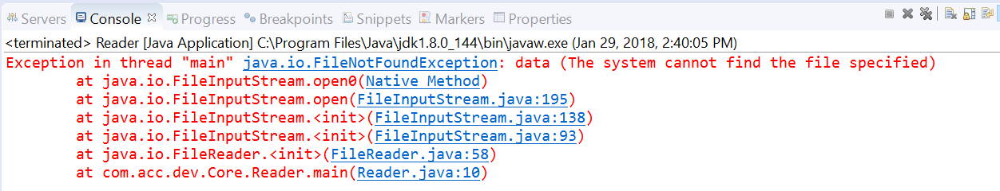 Servers Console Progress Breakpoints Snippets Markers Properties
<terminated> Reader [Java Application] C:\Program Files\Java\jdk1.8.0_144\bin\javaw.exe (Jan 29, 2018, 2:40:05 PM)
Exception in thread "main" java.io.FileNotFoundException: data (The system cannot find the file specified)
at java.io.FileInputStream.open0(Native Method)
at java.io.FileInputStream.open(FileInputStream.java:195)
at java.io.FileInputStream.<init>(FileInputStream.java:138)
at java.io.FileInputStream.<init>(FileInputStream.java:93)
at java.io.FileReader.<init>(FileReader.java:58)
at com.acc.dev.Core.Reader.main(Reader.java:10)